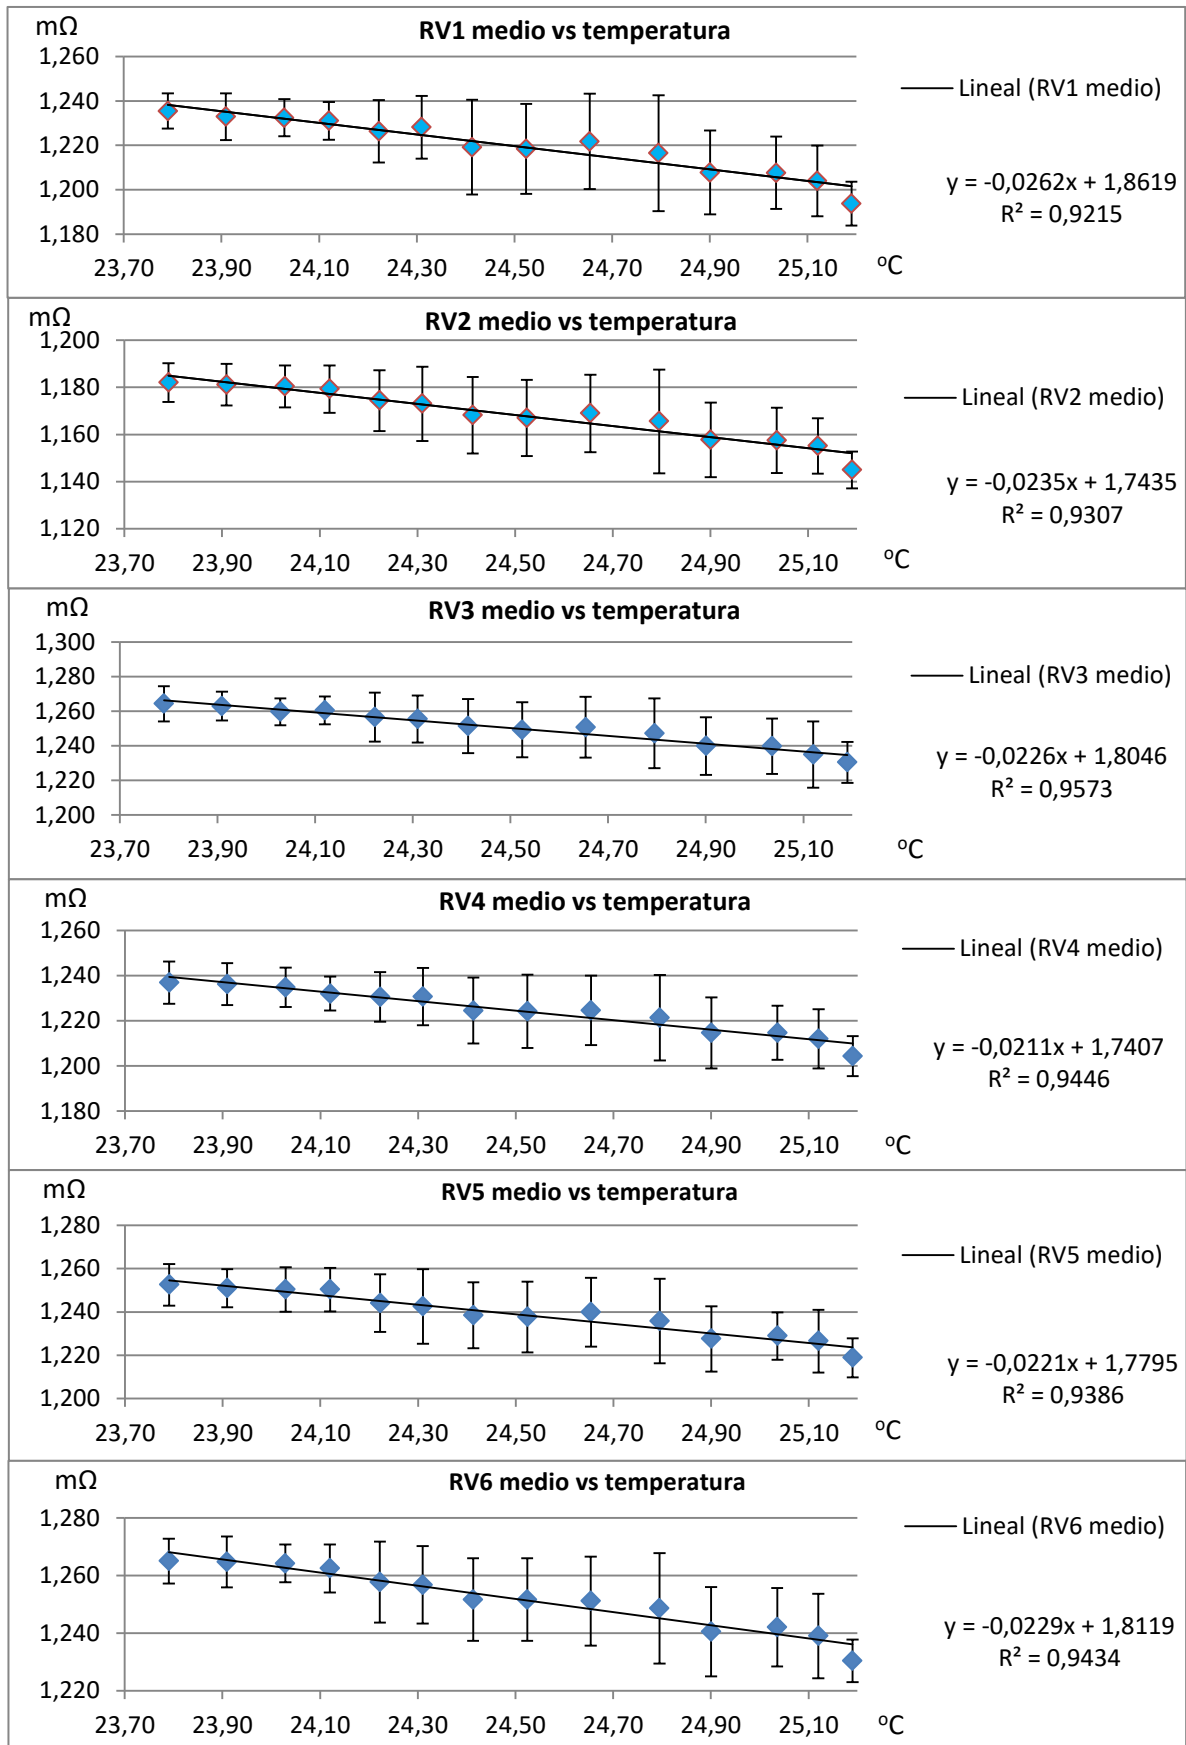 RV1 medio vs temperatura
mΩ
1,260
1,240
1,220
1,200
1,180
23,70 23,90 24,10 24,30 24,50 24,70 24,90 25,10 ºC
Lineal (RV1 medio)
y = -0,0262x + 1,8619
R² = 0,9215
RV2 medio vs temperatura
mΩ
1,200
1,180
1,160
1,140
1,120
23,70 23,90 24,10 24,30 24,50 24,70 24,90 25,10 ºC
Lineal (RV2 medio)
y = -0,0235x + 1,7435
R² = 0,9307
RV3 medio vs temperatura
mΩ
1,300
1,280
1,260
1,240
1,220
1,200
23,70 23,90 24,10 24,30 24,50 24,70 24,90 25,10 ºC
Lineal (RV3 medio)
y = -0,0226x + 1,8046
R² = 0,9573
RV4 medio vs temperatura
mΩ
1,260
1,240
1,220
1,200
1,180
23,70 23,90 24,10 24,30 24,50 24,70 24,90 25,10 ºC
Lineal (RV4 medio)
y = -0,0211x + 1,7407
R² = 0,9446
RV5 medio vs temperatura
mΩ
1,280
1,260
1,240
1,220
1,200
23,70 23,90 24,10 24,30 24,50 24,70 24,90 25,10 ºC
Lineal (RV5 medio)
y = -0,0221x + 1,7795
R² = 0,9386
RV6 medio vs temperatura
mΩ
1,280
1,260
1,240
1,220
23,70 23,90 24,10 24,30 24,50 24,70 24,90 25,10 ºC
Lineal (RV6 medio)
y = -0,0229x + 1,8119
R² = 0,9434